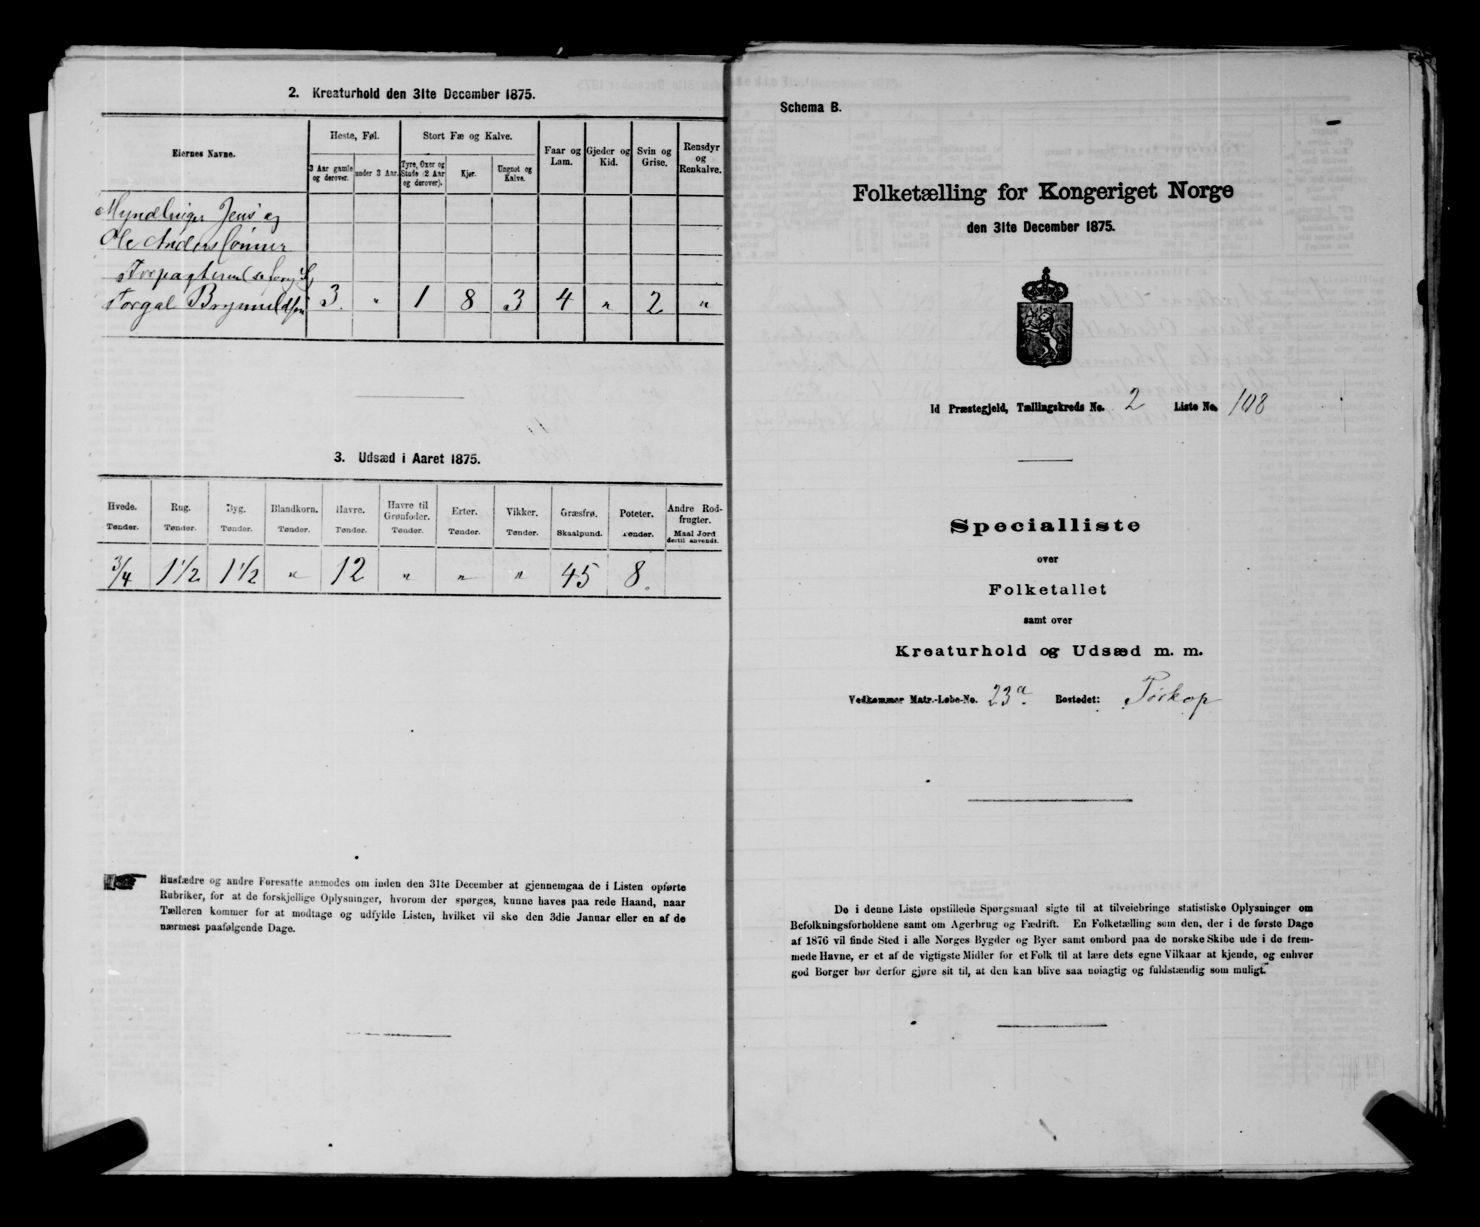 2. Kreaturhold den 31te December 1875.
Eiernes Navne.
Heste, Føl.
3 Aar gamle og derover.
under 3 Aar.
Stort Fæ og Kalve.
Tyre, Oxer og Stude (2 Aar og derover).
Kjør.
Ungnøt og Kalve.
Faar og Lam.
Gjeder og Kid.
Svin og Grise.
Rensdyr og Renkalve.
Myndlinger Jens og
Ole Anderssønner
Forpagteren
Torgal Brynnildsen 3 " 1 8 3 4 " 2 "
3. Udsæd i Aaret 1875.
Hvede. Rug. Byg. Blandkorn. Havre. Havre til Grønfoder. Erter. Vikker. Græsfrø. Poteter. Andre Rodfrugter.
Tønder. Tønder. Tønder. Tønder. Tønder. Tønder. Tønder. Tønder. Skaalpund. Tønder. Maal Jord dertil anvendt.
3/4 1 1/2 1 1/2 " 12 " " " 45 8.
Husfædre og andre Foresatte anmodes om inden den 31te December at gjennemgaa de i Listen opførte
Rubriker, for at de forskjellige Oplysninger, hvorom der spørges, kunne haves paa rede Haand, naar
Tælleren kommer for at modtage og udfylde Listen, hvilket vil ske den 3die Januar eller en af de
nærmest paafølgende Dage.
Schema B.
Folketælling for Kongeriget Norge
den 31te December 1875.
Id Præstegjeld, Tællingskreds No. 2 Liste No. 108
Specialliste
over
Folketallet
samt over
Kreaturhold og Udsæd m. m.
Vedkommer Matr.-Løbe-No. 23a Bostedet: Torkop
De i denne Liste opstillede Spørgsmaal sigte til at tilveiebringe statistiske Oplysninger om
Befolkningsforholdene samt om Agerbrug og Fædrift. En Folketælling som den, der i de første Dage
af 1876 vil finde Sted i alle Norges Bygder og Byer samt ombord paa de norske Skibe ude i de frem-
mede Havne, er et af de vigtigste Midler for et Folk til at lære dets egne Vilkaar at kjende, og enhver
god Borger bør derfor gjøre sit til, at den kan blive saa nøiagtig og fuldstændig som muligt.